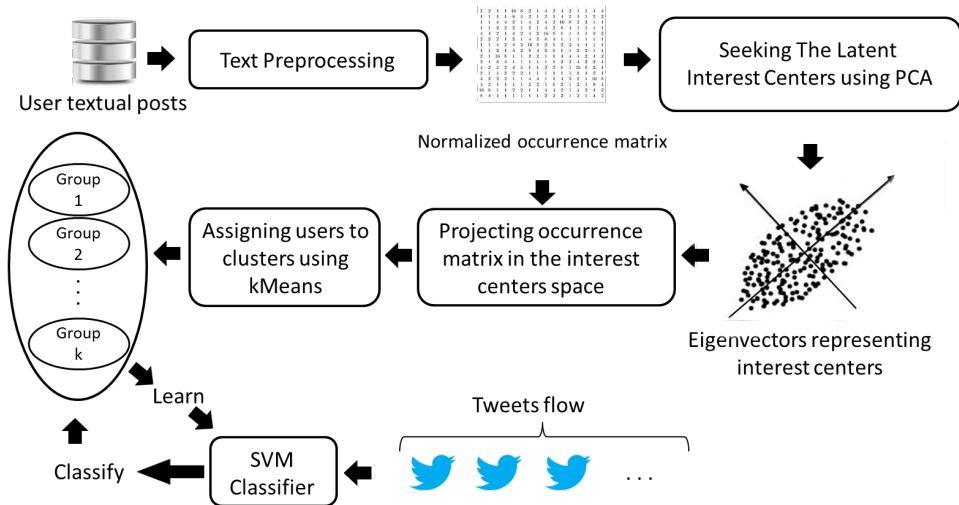 Text Preprocessing
Seeking The Latent
Interest Centers using PCA
User textual posts
Normalized occurrence matrix
Group
1
Group
2
Group
k
Assigning users to
clusters using
kMeans
Projecting occurrence
matrix in the interest
centers space
Eigenvectors representing
interest centers
Learn
Tweets flow
Classify
SVM
Classifier
. . .